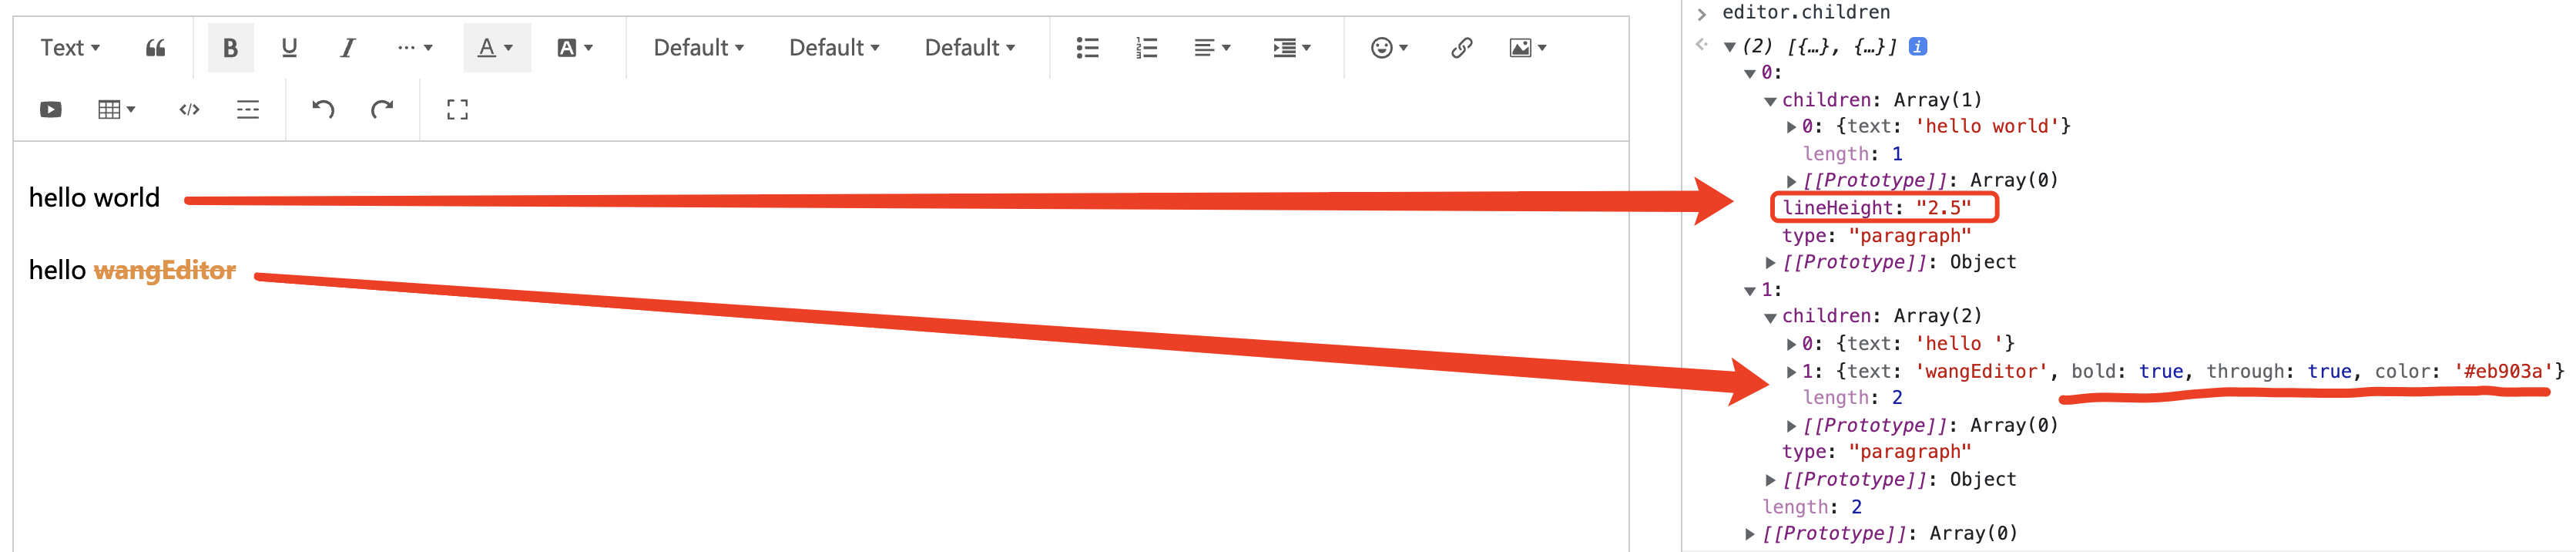 Text B U I A A Default Default Default
hello world
hello wangEditor
editor.children
(2) [{…}, {…}] i
0:
children: Array(1)
0: {text: 'hello world'}
length: 1
[[Prototype]]: Array(0)
lineHeight: "2.5"
type: "paragraph"
[[Prototype]]: Object
1:
children: Array(2)
0: {text: 'hello '}
1: {text: 'wangEditor', bold: true, through: true, color: '#eb903a'}
length: 2
[[Prototype]]: Array(0)
type: "paragraph"
[[Prototype]]: Object
length: 2
[[Prototype]]: Array(0)